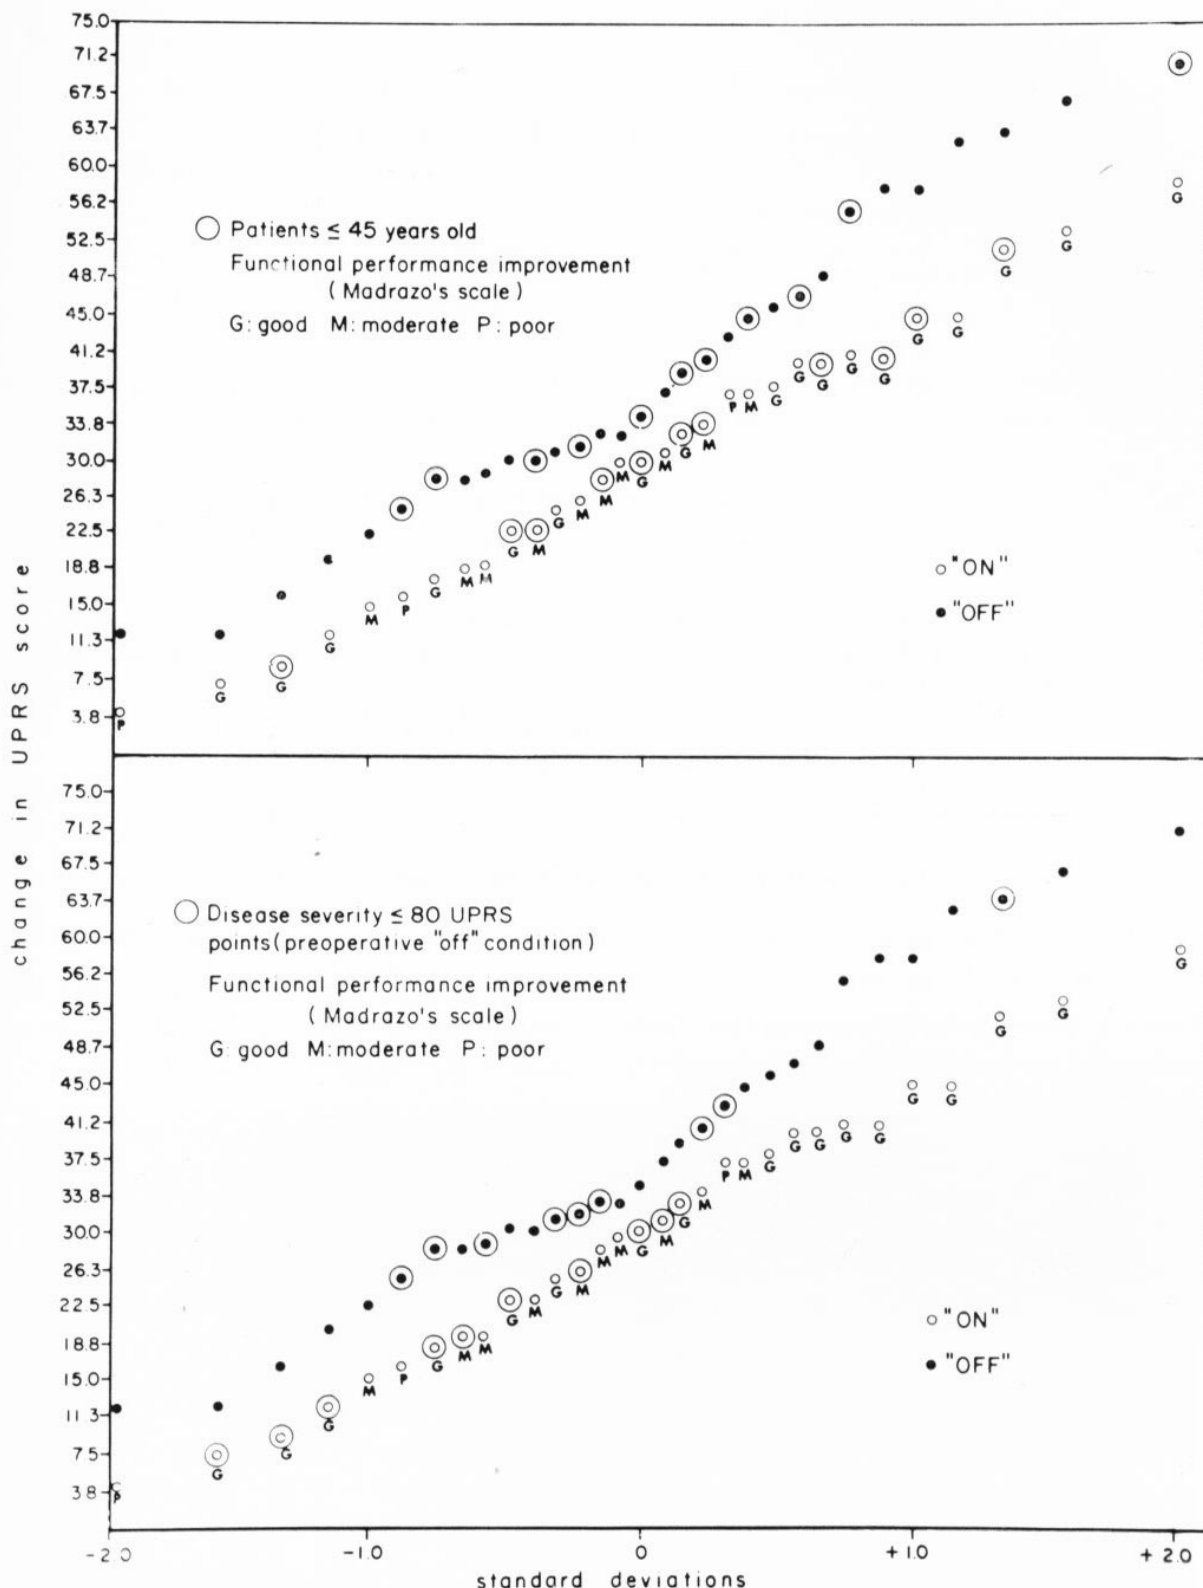 75.0
71.2
67.5
63.7
60.0
56.2
52.5
48.7
45.0
41.2
37.5
33.8
30.0
26.3
22.5
18.8
15.0
11.3
7.5
3.8
Patients ≤ 45 years old
Functional performance improvement
(Madrazo's scale)
G: good M: moderate P: poor
"ON"
"OFF"
P G G G M P G M M G M G M M M G M G M P M G G G G G G G G G G
change in UPRS score
75.0
71.2
67.5
63.7
60.0
56.2
52.5
48.7
45.0
41.2
37.5
33.8
30.0
26.3
22.5
18.8
15.0
11.3
7.5
3.8
Disease severity ≤ 80 UPRS
points (preoperative "off" condition)
Functional performance improvement
(Madrazo's scale)
G: good M: moderate P: poor
"ON"
"OFF"
P G G G M P G M M G M G M M M G M G M P M G G G G G G G G G G
-2.0 -1.0 0 +1.0 +2.0
standard deviations